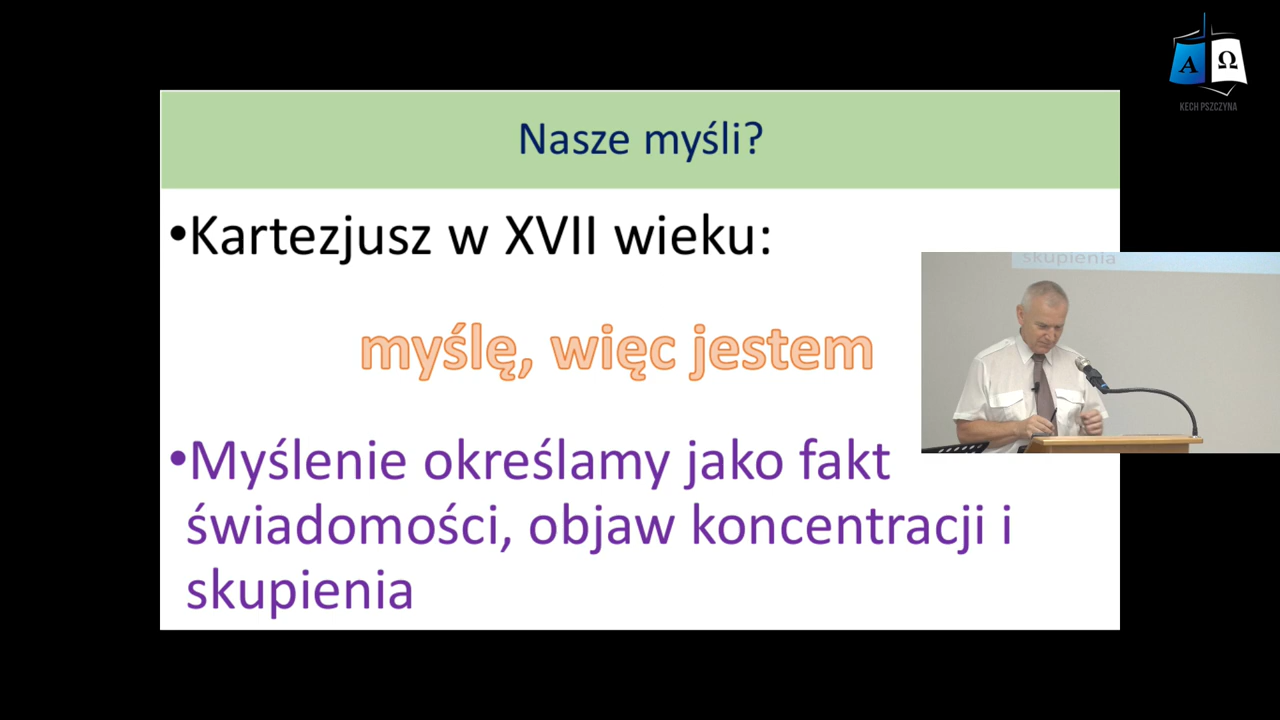 Α Ω
KECH PSZCZYNA
Nasze myśli?
•Kartezjusz w XVII wieku:
skupienia
myślę, więc jestem
•Myślenie określamy jako fakt
świadomości, objaw koncentracji i
skupienia